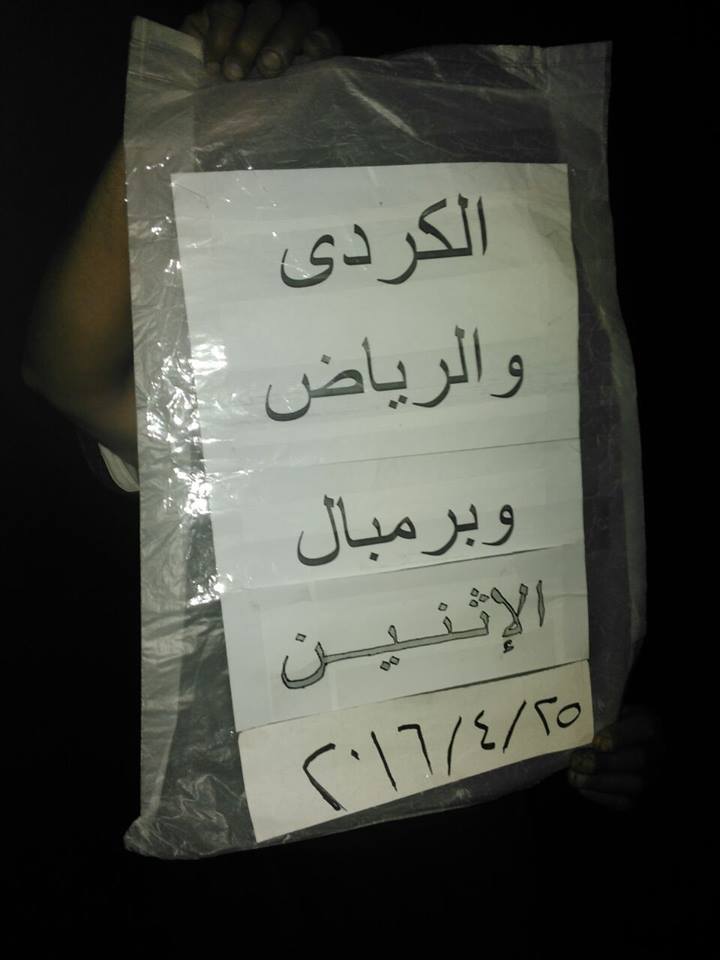 الكردى
والرياض
وبرمبال
الإثنين
٢٠١٦/٤/٢٥